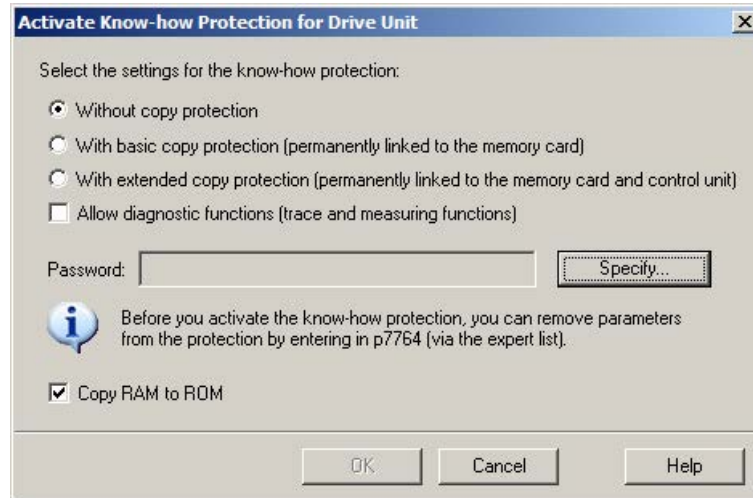 Activate Know-how Protection for Drive Unit
Select the settings for the know-how protection:
Without copy protection
With basic copy protection (permanently linked to the memory card)
With extended copy protection (permanently linked to the memory card and control unit)
Allow diagnostic functions (trace and measuring functions)
Password:
Specify...
Before you activate the know-how protection, you can remove parameters
from the protection by entering in p7764 (via the expert list).
Copy RAM to ROM
OK
Cancel
Help